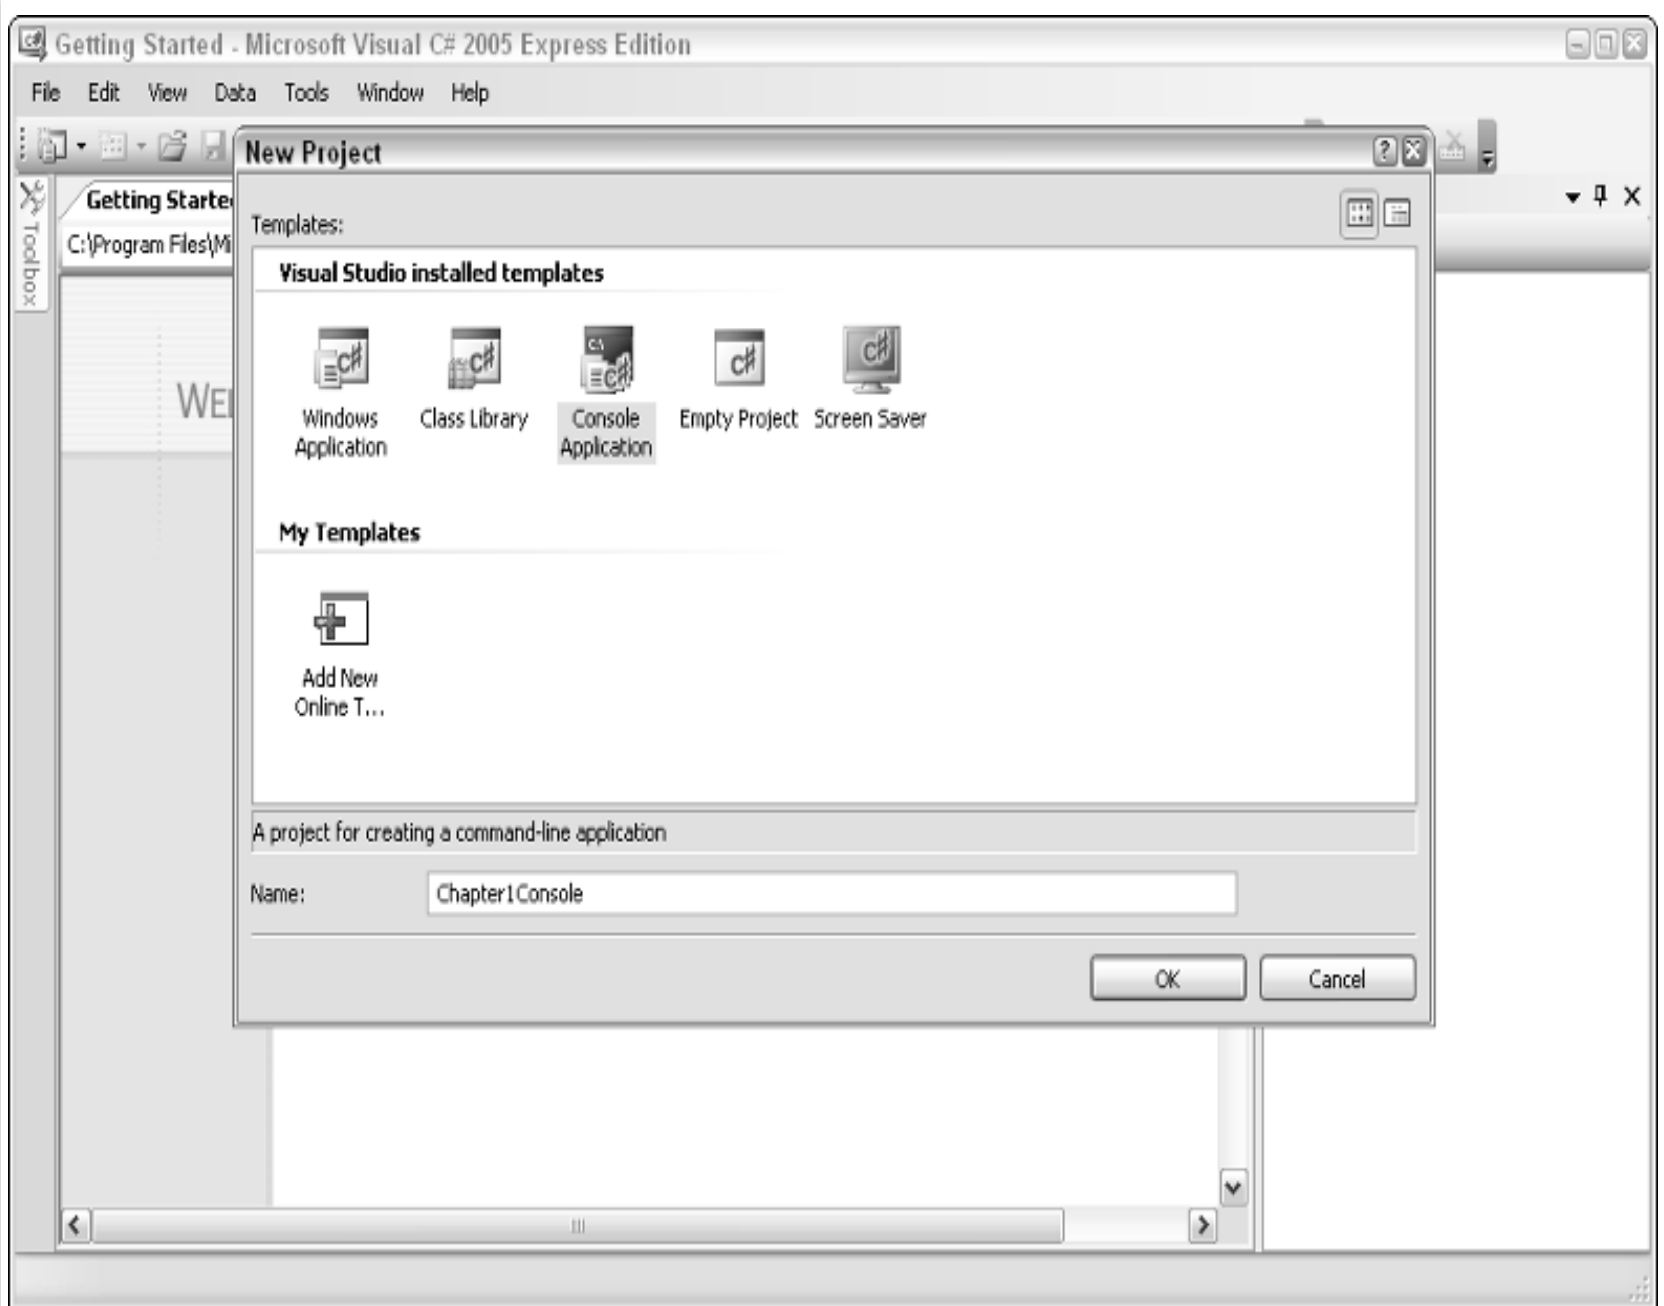 Getting Started - Microsoft Visual C# 2005 Express Edition
File Edit View Data Tools Window Help
New Project
Toolbox
Getting Starte
C:\Program Files\Mi
Templates:
Visual Studio installed templates
Windows
Application
Class Library
Console
Application
Empty Project
Screen Saver
My Templates
Add New
Online T...
A project for creating a command-line application
Name: Chapter1Console
OK Cancel